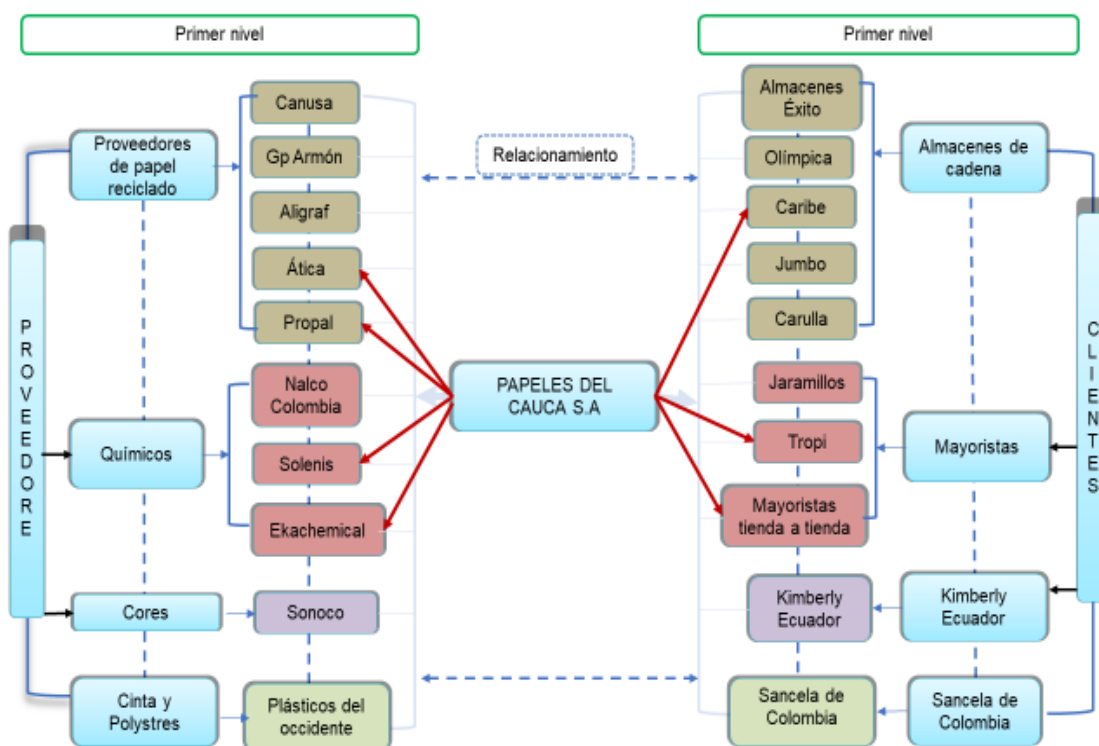 Primer nivel
Primer nivel
PROVEEDORE
Proveedores
de papel
reciclado
Químicos
Cores
Cinta y
Polystres
Canusa
Gp Armón
Aligraf
Ática
Propal
Nalco
Colombia
Solenis
Ekachemical
Sonoco
Plásticos del
occidente
Relacionamiento
PAPELES DEL
CAUCA S.A
Almacenes
Éxito
Olímpica
Caribe
Jumbo
Carulla
Jaramillos
Tropi
Mayoristas
tienda a tienda
Kimberly
Ecuador
Sancela de
Colombia
Almacenes de
cadena
Mayoristas
Kimberly
Ecuador
Sancela de
Colombia
CLIENTES